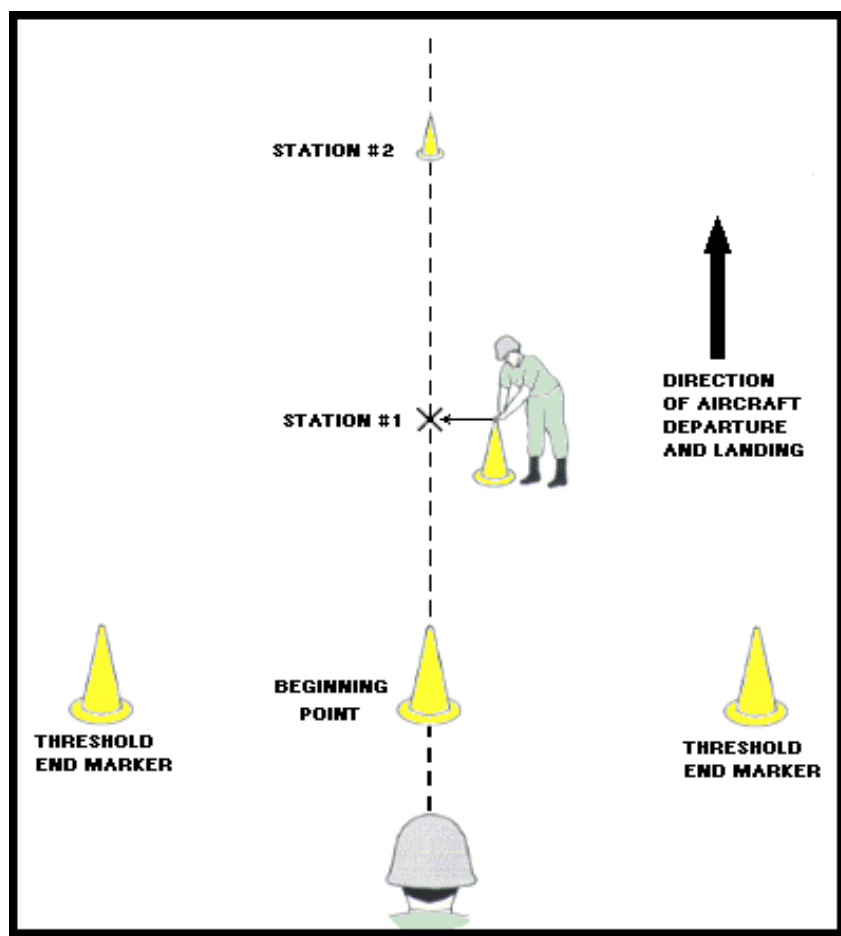 STATION #2
STATION #1
DIRECTION
OF AIRCRAFT
DEPARTURE
AND LANDING
BEGINNING
POINT
THRESHOLD
END MARKER
THRESHOLD
END MARKER